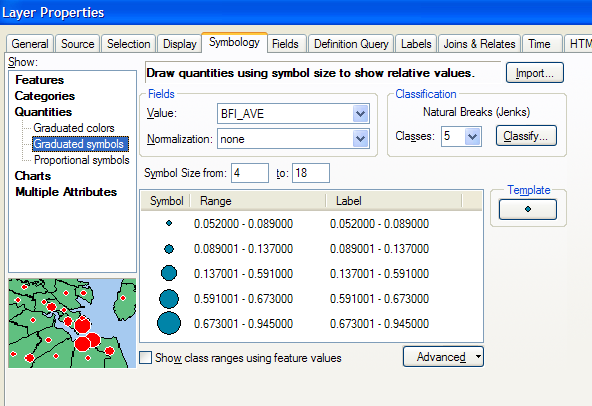 Layer Properties
General Source Selection Display Symbology Fields Definition Query Labels Joins & Relates Time HTM
Show:
Features
Categories
Quantities
Graduated colors
Graduated symbols
Proportional symbols
Charts
Multiple Attributes
Draw quantities using symbol size to show relative values.
Import...
Fields
Value: BFI_AVE
Normalization: none
Classification
Natural Breaks (Jenks)
Classes: 5 Classify...
Symbol Size from: 4 to: 18
Symbol Range Label
0.052000 - 0.089000 0.052000 - 0.089000
0.089001 - 0.137000 0.089001 - 0.137000
0.137001 - 0.591000 0.137001 - 0.591000
0.591001 - 0.673000 0.591001 - 0.673000
0.673001 - 0.945000 0.673001 - 0.945000
Template
Show class ranges using feature values
Advanced